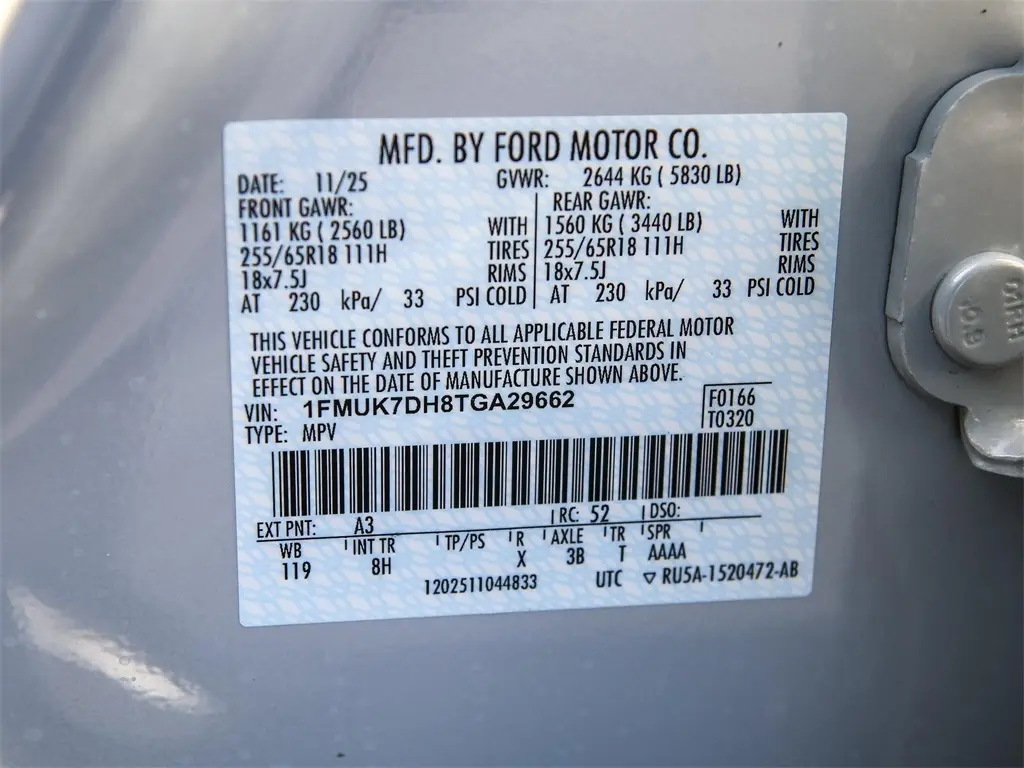 MFD. BY FORD MOTOR CO.
DATE: 11/25 GVWR: 2644 KG ( 5830 LB)
FRONT GAWR: REAR GAWR:
1161 KG ( 2560 LB) WITH 1560 KG ( 3440 LB) WITH
255/65R18 111H TIRES 255/65R18 111H TIRES
18x7.5J RIMS 18x7.5J RIMS
AT 230 kPa/ 33 PSI COLD AT 230 kPa/ 33 PSI COLD
THIS VEHICLE CONFORMS TO ALL APPLICABLE FEDERAL MOTOR
VEHICLE SAFETY AND THEFT PREVENTION STANDARDS IN
EFFECT ON THE DATE OF MANUFACTURE SHOWN ABOVE.
VIN: 1FMUK7DH8TGA29662 F0166
TYPE: MPV T0320
EXT PNT: A3 RC: 52 DSO:
WB INT TR TP/PS R AXLE TR SPR
119 8H X 3B T AAAA
1202511044833 UTC ▽ RU5A-1520472-AB
10.9